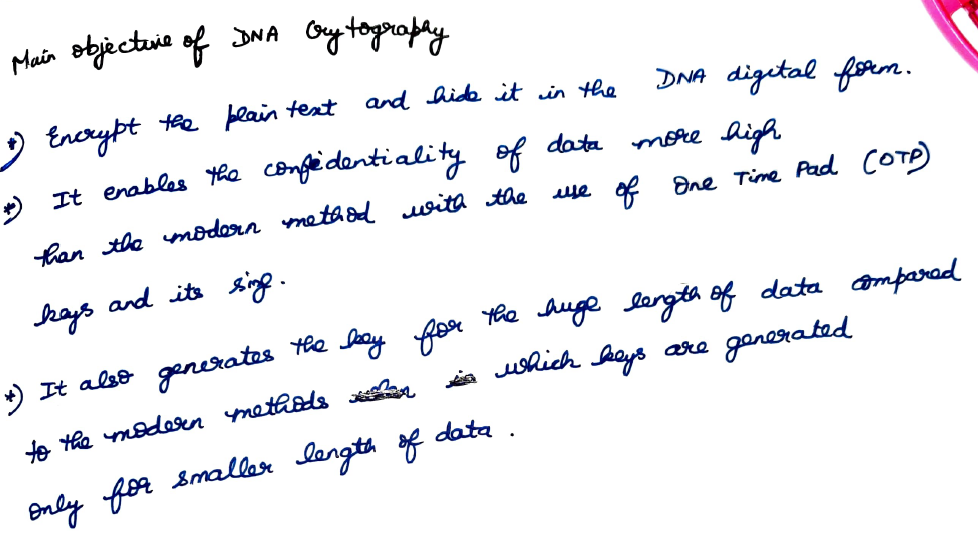 Main objective of DNA Crytography
*) Encrypt the plain text and hide it in the DNA digital form.
*) It enables the confidentiality of data more high
than the modern method with the use of One Time Pad (OTP)
keys and its
*) It also generates the key for the huge length of data compared
to the modern methods in which keys are generated
only for smaller length of data .